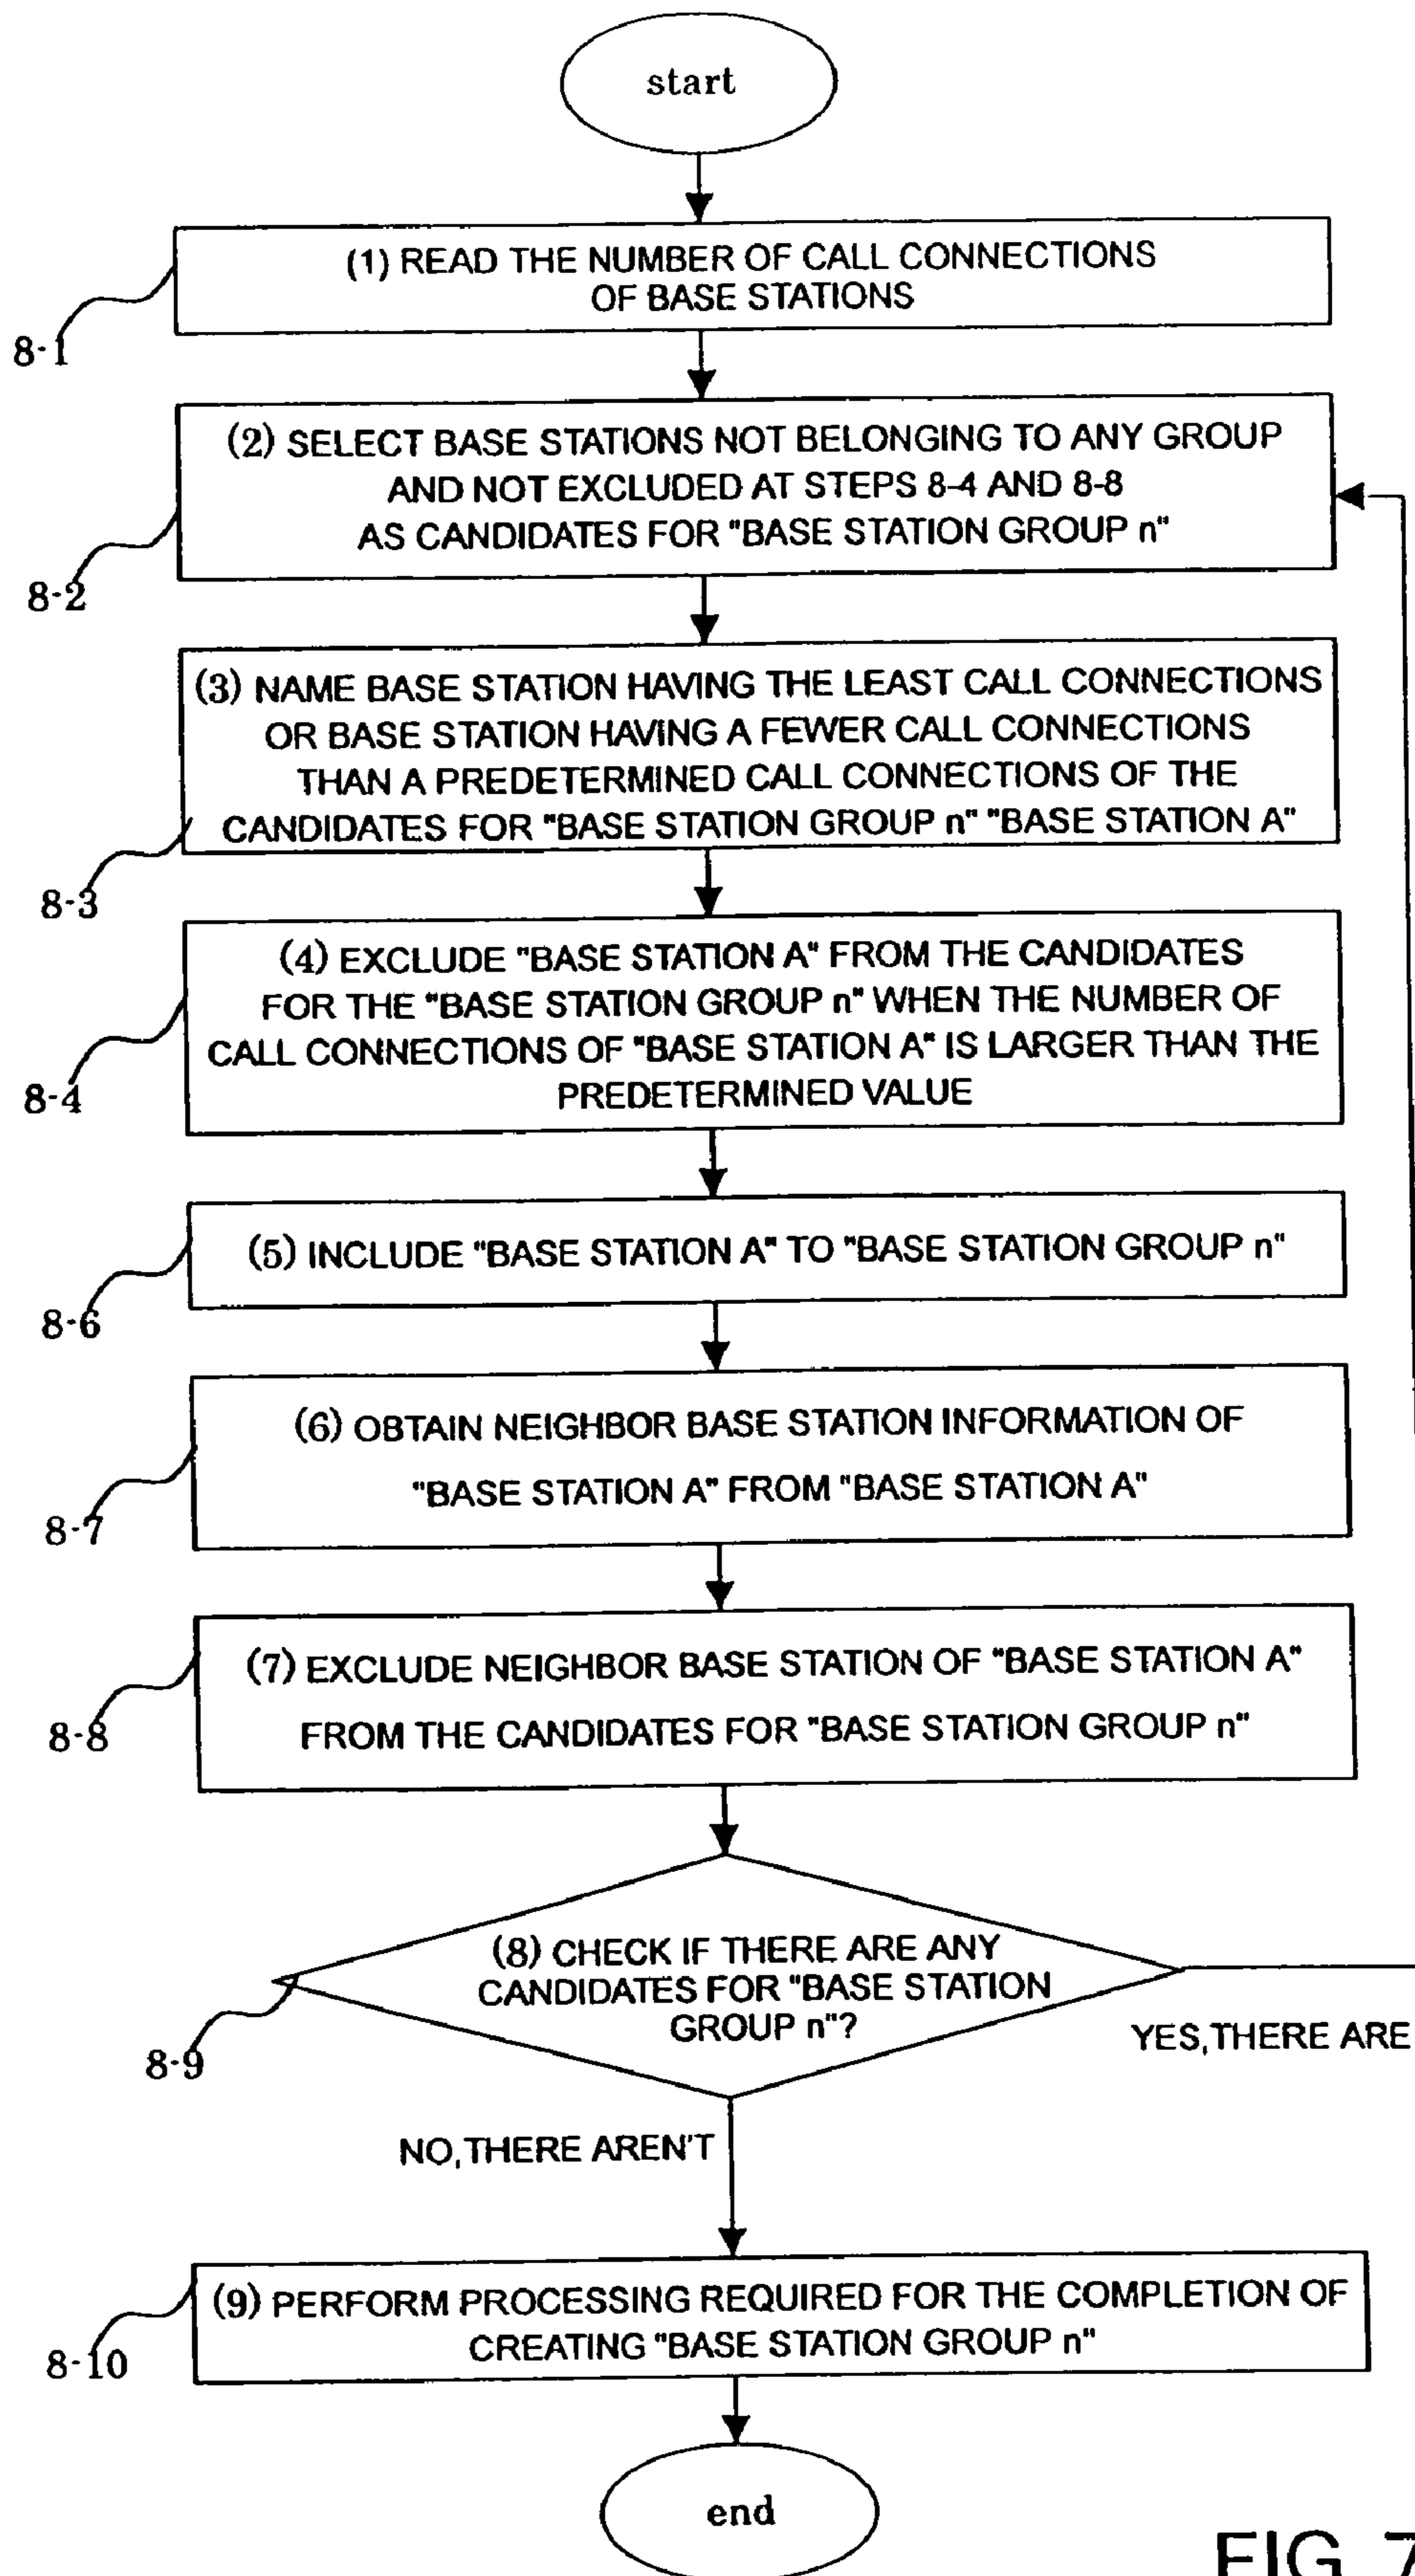 start
(1) READ THE NUMBER OF CALL CONNECTIONS
OF BASE STATIONS
8-1
(2) SELECT BASE STATIONS NOT BELONGING TO ANY GROUP
AND NOT EXCLUDED AT STEPS 8-4 AND 8-8
AS CANDIDATES FOR "BASE STATION GROUP n"
8-2
(3) NAME BASE STATION HAVING THE LEAST CALL CONNECTIONS
OR BASE STATION HAVING A FEWER CALL CONNECTIONS
THAN A PREDETERMINED CALL CONNECTIONS OF THE
CANDIDATES FOR "BASE STATION GROUP n" "BASE STATION A"
8-3
(4) EXCLUDE "BASE STATION A" FROM THE CANDIDATES
FOR THE "BASE STATION GROUP n" WHEN THE NUMBER OF
CALL CONNECTIONS OF "BASE STATION A" IS LARGER THAN THE
PREDETERMINED VALUE
8-4
(5) INCLUDE "BASE STATION A" TO "BASE STATION GROUP n"
8-6
(6) OBTAIN NEIGHBOR BASE STATION INFORMATION OF
"BASE STATION A" FROM "BASE STATION A"
8-7
(7) EXCLUDE NEIGHBOR BASE STATION OF "BASE STATION A"
FROM THE CANDIDATES FOR "BASE STATION GROUP n"
8-8
(8) CHECK IF THERE ARE ANY
CANDIDATES FOR "BASE STATION
GROUP n"?
8-9
YES,THERE ARE
NO,THERE AREN'T
(9) PERFORM PROCESSING REQUIRED FOR THE COMPLETION OF
CREATING "BASE STATION GROUP n"
8-10
end
FIG. 7